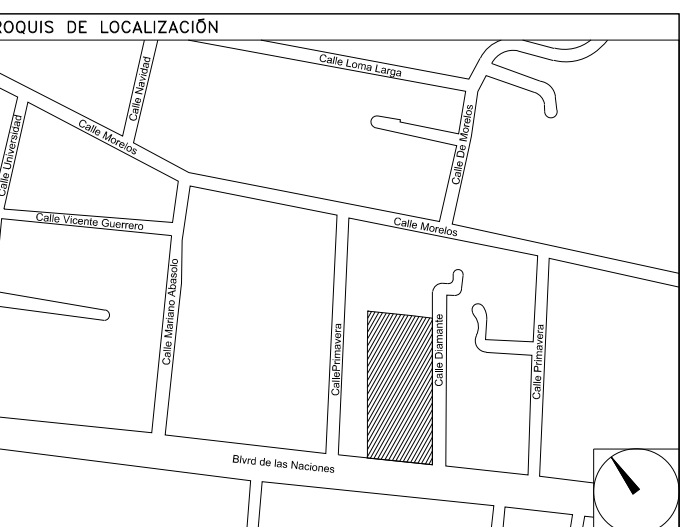 ROQUIS DE LOCALIZACIÓN
Calle Loma Larga
Calle Navidad
Calle Morelos
Calle De Morelos
Calle Universidad
Calle Vicente Guerrero
Calle Morelos
Calle Mariano Abasolo
CallePrimavera
Calle Diamante
Calle Primavera
Blvrd de las Naciones